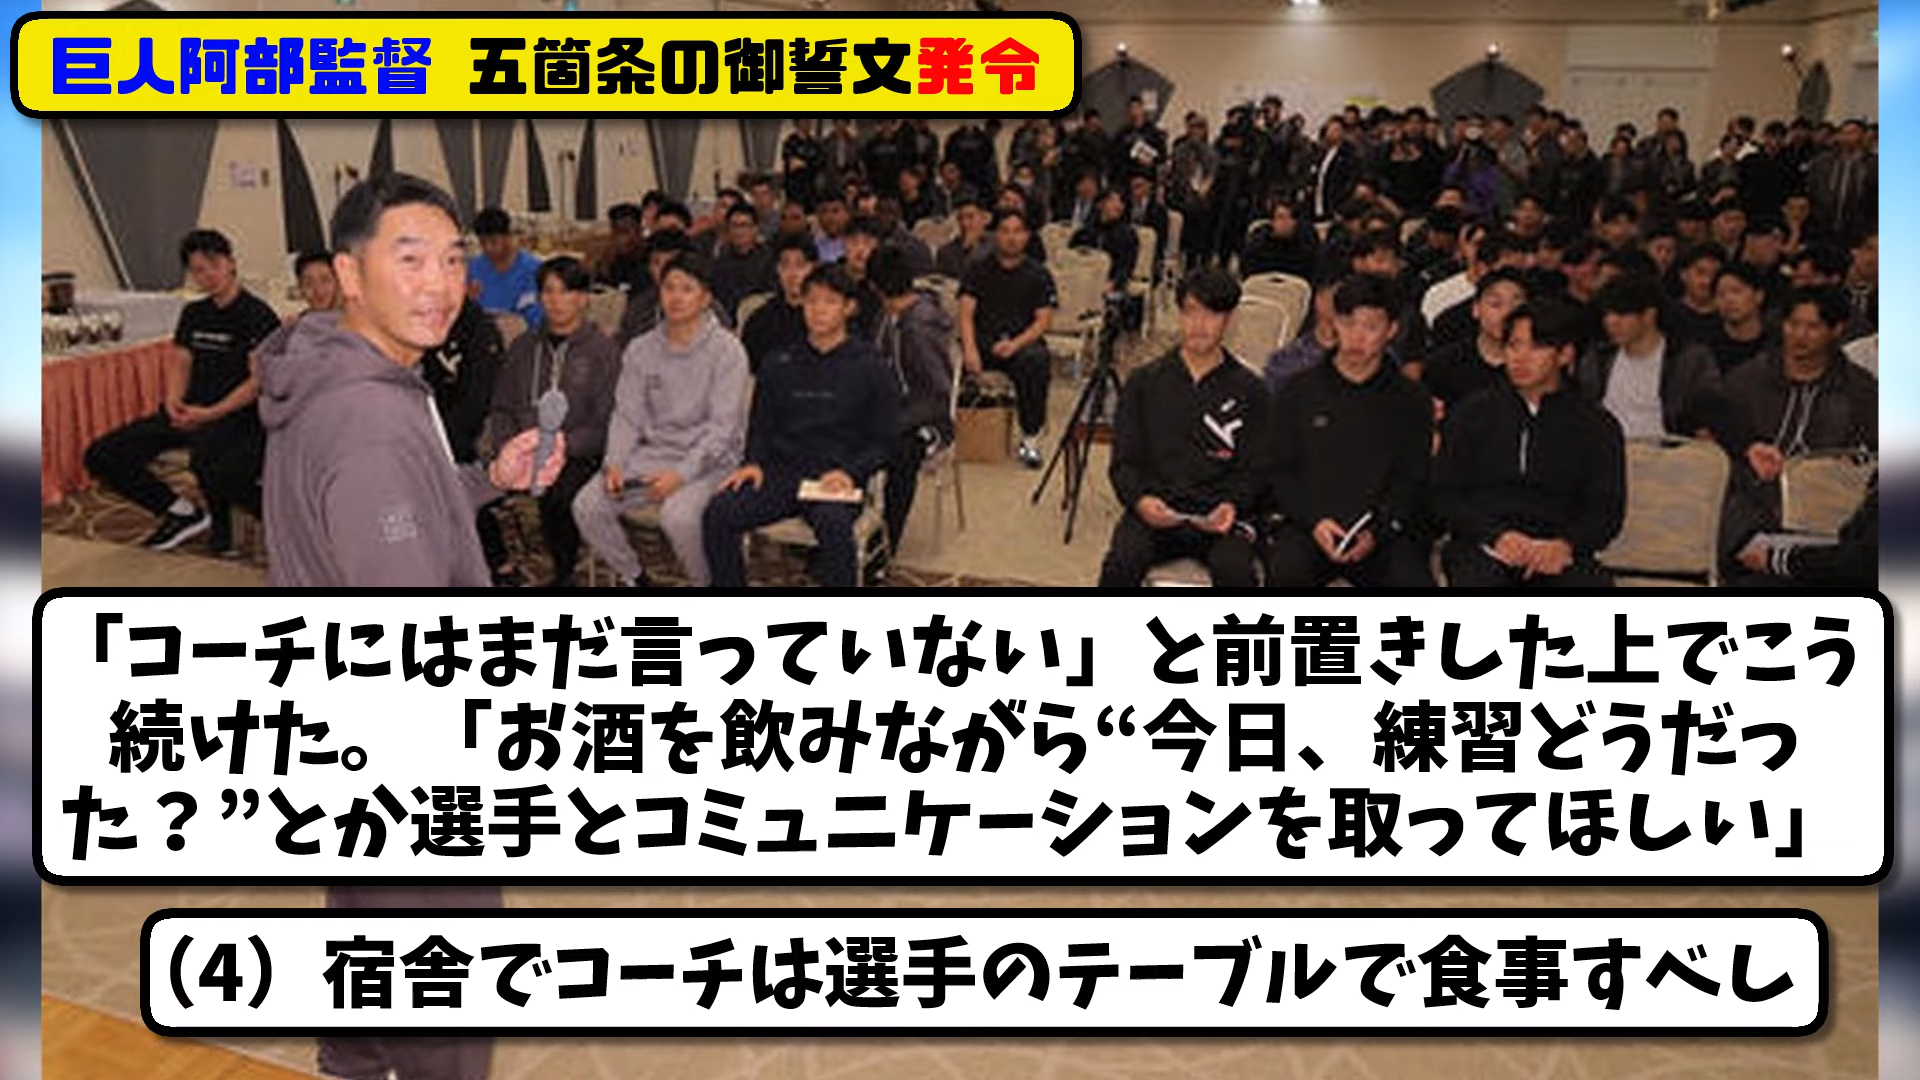 巨人阿部監督 五箇条の御誓文発令
「コーチにはまだ言っていない」と前置きした上でこう
続けた。「お酒を飲みながら“今日、練習どうだっ
た？”とか選手とコミュニケーションを取ってほしい」
（4）宿舎でコーチは選手のテーブルで食事すべし